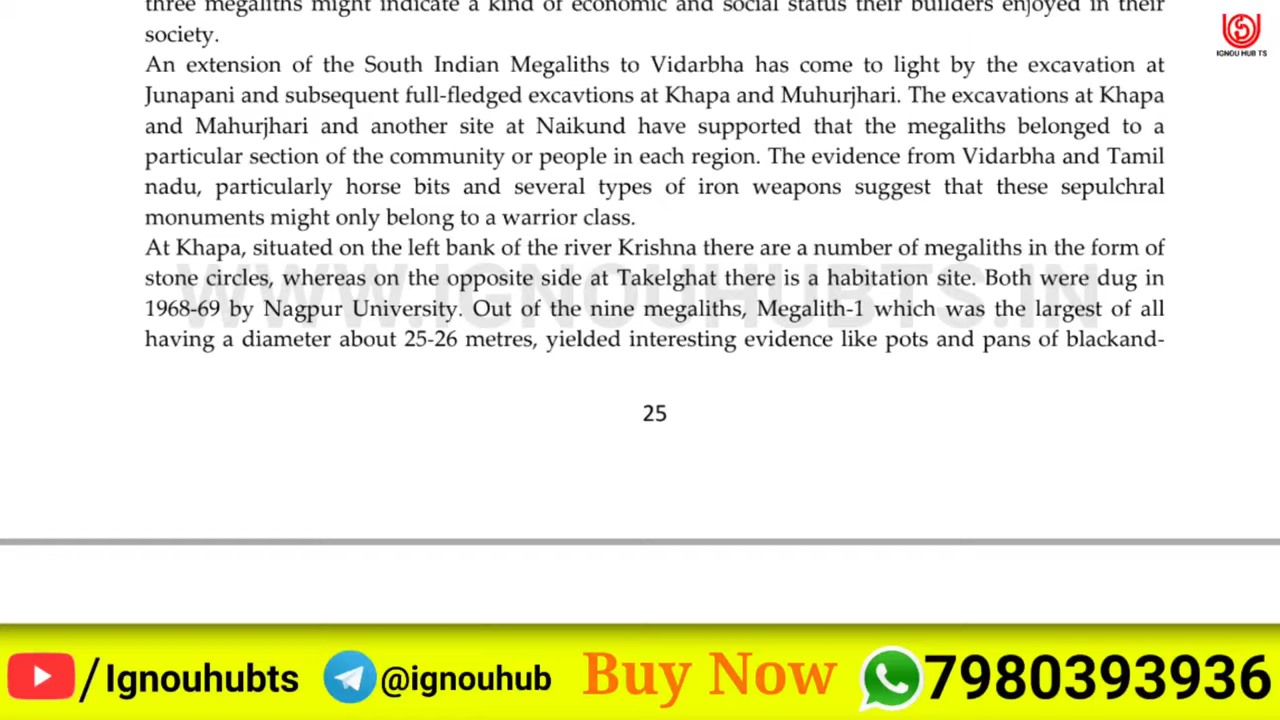 three megaliths might indicate a kind of economic and social status their builders enjoyed in their
society.
An extension of the South Indian Megaliths to Vidarbha has come to light by the excavation at
Junapani and subsequent full-fledged excavtions at Khapa and Muhurjhari. The excavations at Khapa
and Mahurjhari and another site at Naikund have supported that the megaliths belonged to a
particular section of the community or people in each region. The evidence from Vidarbha and Tamil
nadu, particularly horse bits and several types of iron weapons suggest that these sepulchral
monuments might only belong to a warrior class.
At Khapa, situated on the left bank of the river Krishna there are a number of megaliths in the form of
stone circles, whereas on the opposite side at Takelghat there is a habitation site. Both were dug in
1968-69 by Nagpur University. Out of the nine megaliths, Megalith-1 which was the largest of all
having a diameter about 25-26 metres, yielded interesting evidence like pots and pans of blackand-
25
WWW.IGNOUHUBTS.IN
IGNOU HUB TS
/Ignouhubts
@ignouhub
Buy Now
7980393936